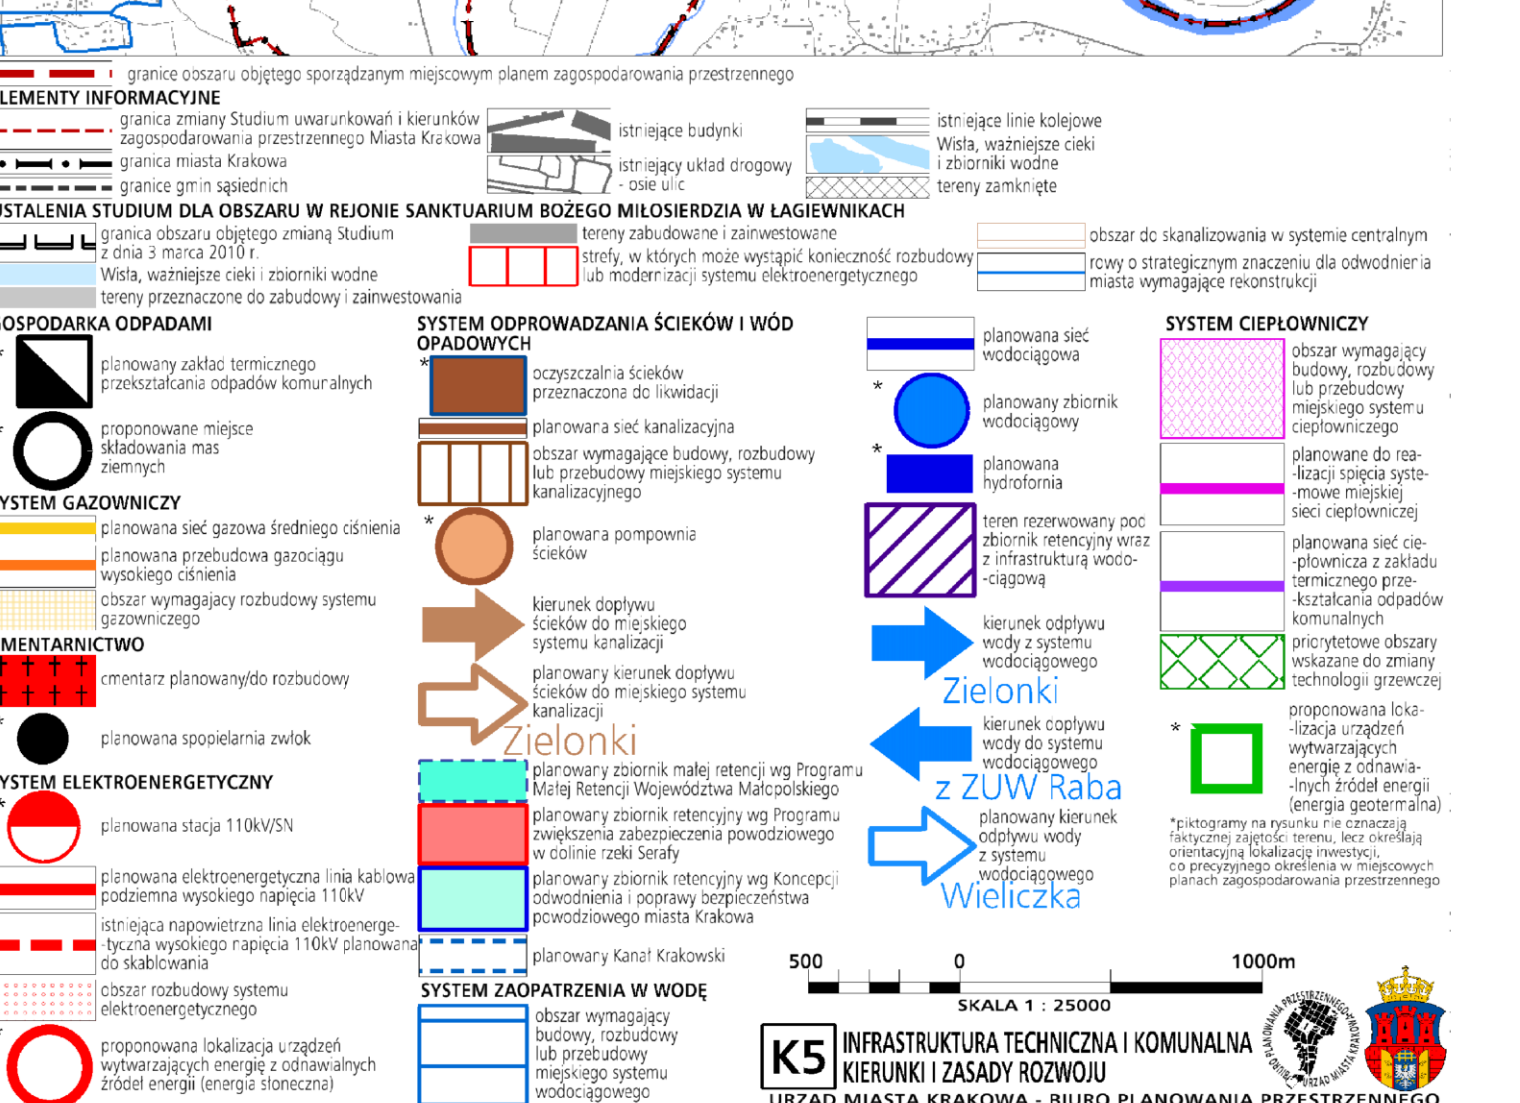 granice obszaru objętego sporządzanym miejscowym planem zagospodarowania przestrzennego
LEMENTY INFORMACYJNE
granica zmiany Studium uwarunkowań i kierunków
zagospodarowania przestrzennego Miasta Krakowa
granica miasta Krakowa
granice gmin sąsiednich
istniejące budynki
istniejący układ drogowy
- osie ulic
istniejące linie kolejowe
Wisła, ważniejsze cieki
i zbiorniki wodne
tereny zamknięte
USTALENIA STUDIUM DLA OBSZARU W REJONIE SANKTUARIUM BOŻEGO MIŁOSIERDZIA W ŁAGIEWNIKACH
granica obszaru objętego zmianą Studium
z dnia 3 marca 2010 r.
Wisła, ważniejsze cieki i zbiorniki wodne
tereny przeznaczone do zabudowy i zainwestowania
tereny zabudowane i zainwestowane
strefy, w których może wystąpić konieczność rozbudowy
lub modernizacji systemu elektroenergetycznego
obszar do skanalizowania w systemie centralnym
rowy o strategicznym znaczeniu dla odwodnienia
miasta wymagające rekonstrukcji
GOSPODARKA ODPADAMI
*
planowany zakład termicznego
przekształcania odpadów komunalnych
*
proponowane miejsce
składowania mas
ziemnych
YSTEM GAZOWNICZY
planowana sieć gazowa średniego ciśnienia
planowana przebudowa gazociągu
wysokiego ciśnienia
obszar wymagajacy rozbudowy systemu
gazowniczego
MENTARNICTWO
cmentarz planowany/do rozbudowy
*
planowana spopielarnia zwłok
YSTEM ELEKTROENERGETYCZNY
*
planowana stacja 110kV/SN
planowana elektroenergetyczna linia kablowa
podziemna wysokiego napięcia 110kV
istniejąca napowietrzna linia elektroenerge-
-tyczna wysokiego napięcia 110kV planowana
do skablowania
obszar rozbudowy systemu
elektroenergetycznego
*
proponowana lokalizacja urządzeń
wytwarzających energię z odnawialnych
źródeł energii (energia słoneczna)
SYSTEM ODPROWADZANIA ŚCIEKÓW I WÓD
OPADOWYCH
*
oczyszczalnia ścieków
przeznaczona do likwidacji
planowana sieć kanalizacyjna
obszar wymagające budowy, rozbudowy
lub przebudowy miejskiego systemu
kanalizacyjnego
*
planowana pompownia
ścieków
kierunek dopływu
ścieków do miejskiego
systemu kanalizacji
planowany kierunek dopływu
ścieków do miejskiego systemu
kanalizacji
Zielonki
planowany zbiornik małej retencji wg Programu
Małej Retencji Województwa Małopolskiego
planowany zbiornik retencyjny wg Programu
zwiększenia zabezpieczenia powodziowego
w dolinie rzeki Serafy
planowany zbiornik retencyjny wg Koncepcji
odwodnienia i poprawy bezpieczeństwa
powodziowego miasta Krakowa
planowany Kanał Krakowski
SYSTEM ZAOPATRZENIA W WODĘ
obszar wymagający
budowy, rozbudowy
lub przebudowy
miejskiego systemu
wodociągowego
planowana sieć
wodociągowa
*
planowany zbiornik
wodociągowy
*
planowana
hydrofornia
teren rezerwowany pod
zbiornik retencyjny wraz
z infrastrukturą wodo-
-ciągową
kierunek odpływu
wody z systemu
wodociągowego
Zielonki
kierunek dopływu
wody do systemu
wodociągowego
z ZUW Raba
planowany kierunek
odpływu wody
z systemu
wodociągowego
Wieliczka
SYSTEM CIEPŁOWNICZY
obszar wymagający
budowy, rozbudowy
lub przebudowy
miejskiego systemu
ciepłowniczego
planowane do rea-
-lizacji spięcia syste-
-mowe miejskiej
sieci ciepłowniczej
planowana sieć cie-
-płownicza z zakładu
termicznego prze-
-kształcania odpadów
komunalnych
priorytetowe obszary
wskazane do zmiany
technologii grzewczej
*
proponowana loka-
-lizacja urządzeń
wytwarzających
energię z odnawia-
-lnych źródeł energii
(energia geotermalna)
*piktogramy na rysunku nie oznaczają
faktycznej zajętości terenu, lecz określają
orientacyjną lokalizację inwestycji,
do precyzyjnego określenia w miejscowych
planach zagospodarowania przestrzennego
500 0 1000m
SKALA 1 : 25000
K5
INFRASTRUKTURA TECHNICZNA I KOMUNALNA
KIERUNKI I ZASADY ROZWOJU
BIURO PLANOWANIA PRZESTRZENNEGO
URZĄD MIASTA KRAKOWA
URZĄD MIASTA KRAKOWA - BIURO PLANOWANIA PRZESTRZENNEGO